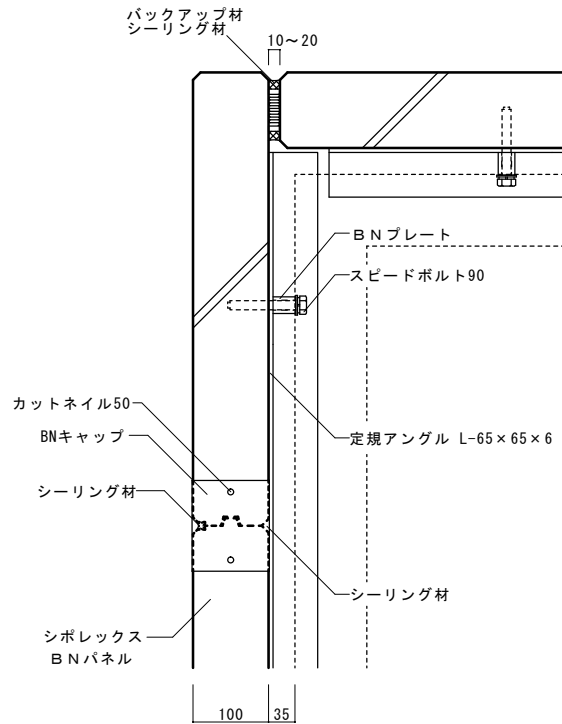 バックアップ材
シーリング材
10～20
ＢＮプレート
スピードボルト90
カットネイル50
BNキャップ
定規アングル L-65×65×6
シーリング材
シーリング材
シポレックス
ＢＮパネル
100
35